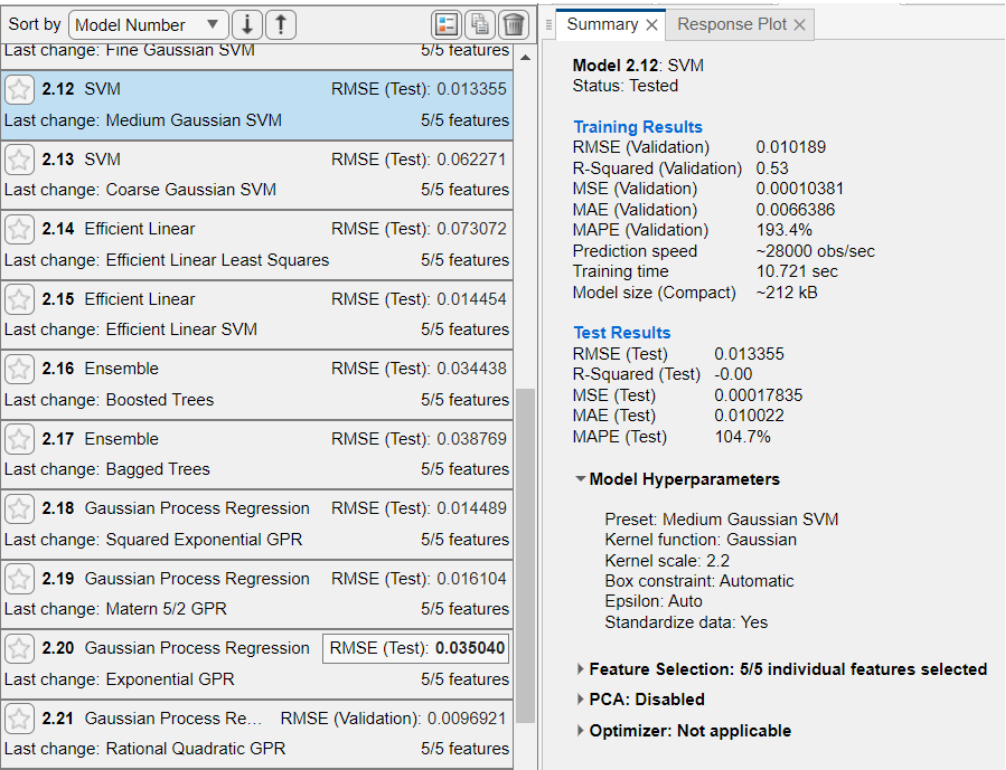 Sort by Model Number
Last change: Fine Gaussian SVM 5/5 features
2.12 SVM RMSE (Test): 0.013355
Last change: Medium Gaussian SVM 5/5 features
2.13 SVM RMSE (Test): 0.062271
Last change: Coarse Gaussian SVM 5/5 features
2.14 Efficient Linear RMSE (Test): 0.073072
Last change: Efficient Linear Least Squares 5/5 features
2.15 Efficient Linear RMSE (Test): 0.014454
Last change: Efficient Linear SVM 5/5 features
2.16 Ensemble RMSE (Test): 0.034438
Last change: Boosted Trees 5/5 features
2.17 Ensemble RMSE (Test): 0.038769
Last change: Bagged Trees 5/5 features
2.18 Gaussian Process Regression RMSE (Test): 0.014489
Last change: Squared Exponential GPR 5/5 features
2.19 Gaussian Process Regression RMSE (Test): 0.016104
Last change: Matern 5/2 GPR 5/5 features
2.20 Gaussian Process Regression RMSE (Test): 0.035040
Last change: Exponential GPR 5/5 features
2.21 Gaussian Process Re... RMSE (Validation): 0.0096921
Last change: Rational Quadratic GPR 5/5 features
Summary Response Plot
Model 2.12: SVM
Status: Tested
Training Results
RMSE (Validation) 0.010189
R-Squared (Validation) 0.53
MSE (Validation) 0.00010381
MAE (Validation) 0.0066386
MAPE (Validation) 193.4%
Prediction speed ~28000 obs/sec
Training time 10.721 sec
Model size (Compact) ~212 kB
Test Results
RMSE (Test) 0.013355
R-Squared (Test) -0.00
MSE (Test) 0.00017835
MAE (Test) 0.010022
MAPE (Test) 104.7%
Model Hyperparameters
Preset: Medium Gaussian SVM
Kernel function: Gaussian
Kernel scale: 2.2
Box constraint: Automatic
Epsilon: Auto
Standardize data: Yes
Feature Selection: 5/5 individual features selected
PCA: Disabled
Optimizer: Not applicable